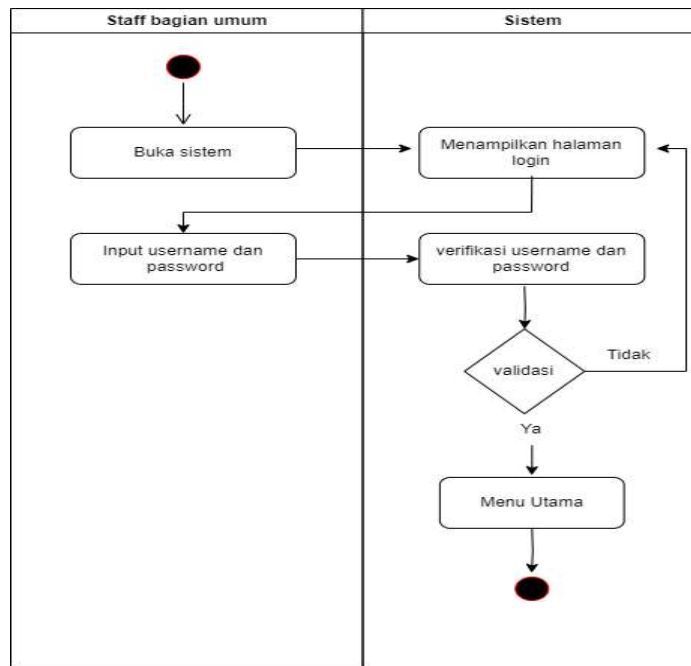 Staff bagian umum
Sistem
Buka sistem
Menampilkan halaman
login
Input username dan
password
verifikasi username dan
password
validasi
Tidak
Ya
Menu Utama